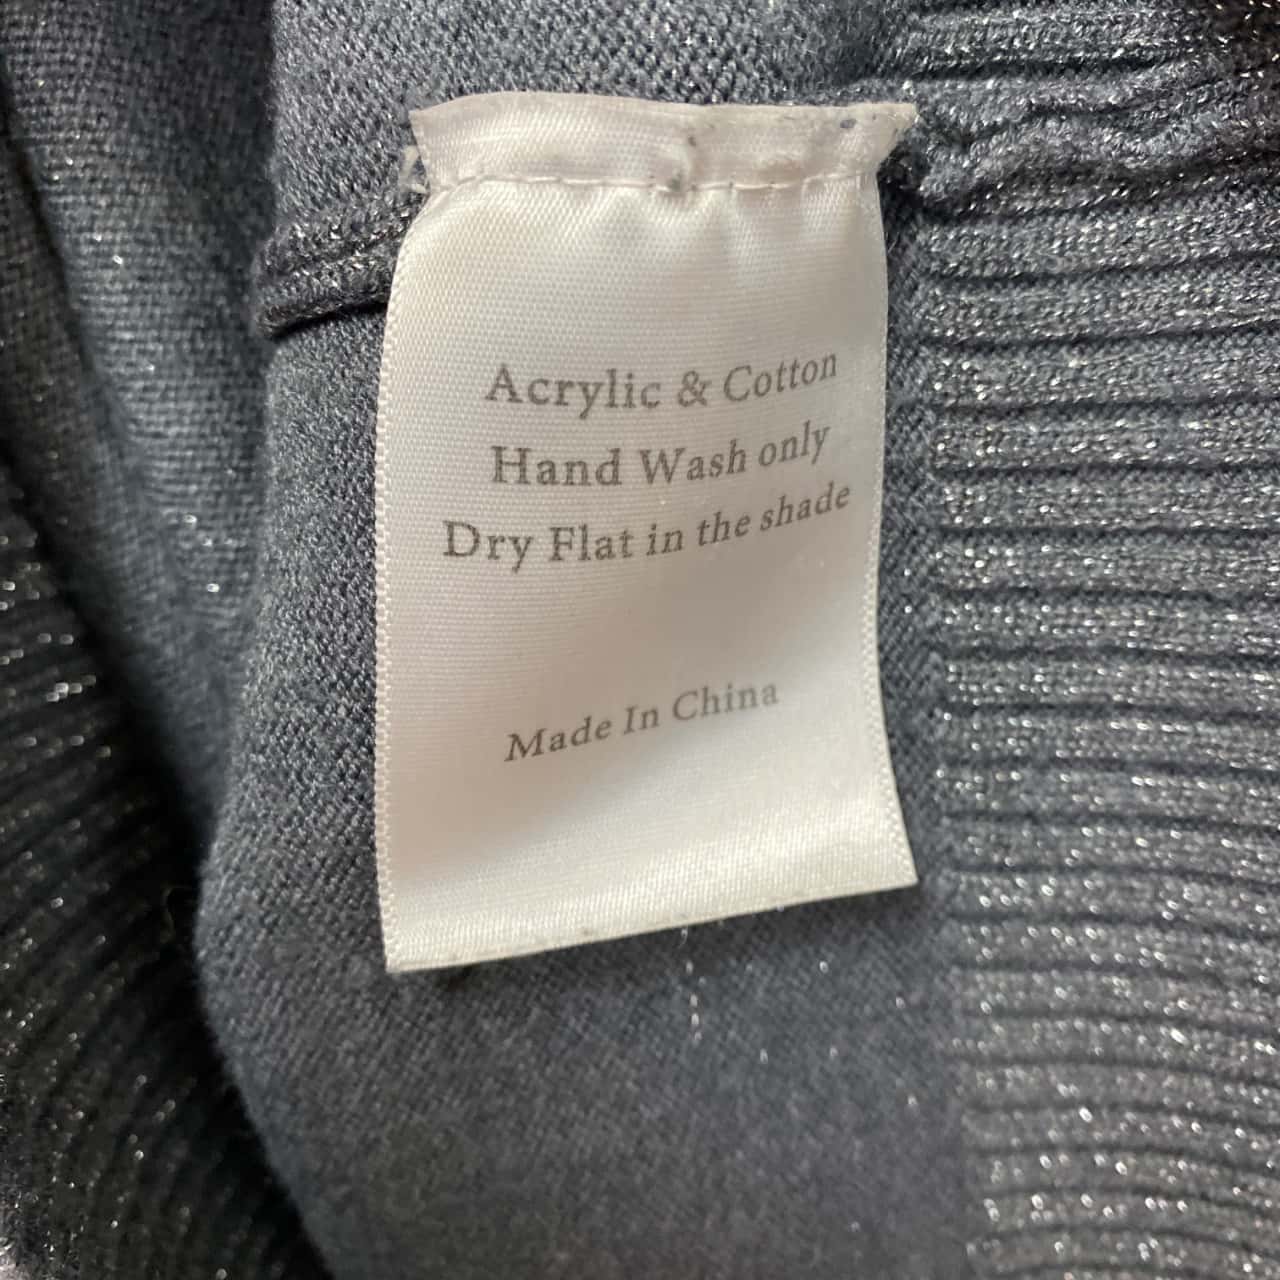 Acrylic & Cotton
Hand Wash only
Dry Flat in the shade
Made In China